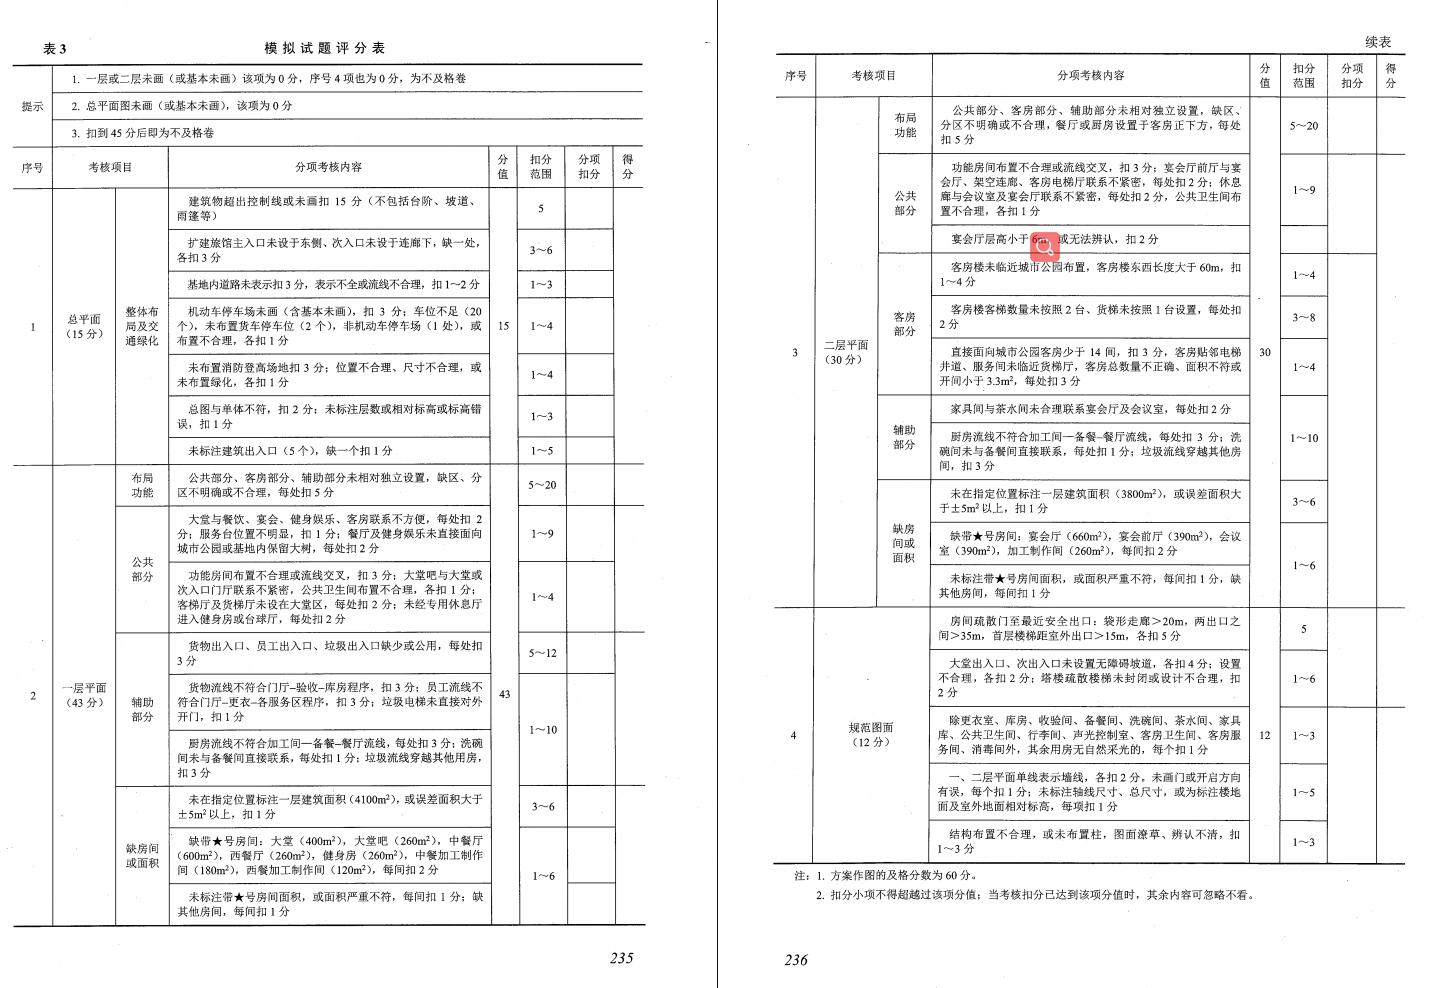 表3
模拟试题评分表
提示
1. 一层或二层未画（或基本未画）该项为0分，序号4项也为0分，为不及格卷
2. 总平面图未画（或基本未画），该项为0分
3. 扣到45分后即为不及格卷
序号
考核项目
分项考核内容
分
值
扣分
范围
分项
扣分
得
分
1
总平面
（15分）
整体布
局及交
通绿化
建筑物超出控制线或未画扣 15 分（不包括台阶、坡道、
雨篷等）
5
扩建旅馆主入口未设于东侧、次入口未设于连廊下，缺一处，
各扣3分
3～6
基地内道路未表示扣3分，表示不全或流线不合理，扣1～2分
1～3
机动车停车场未画（含基本未画），扣 3 分；车位不足（20
个），未布置货车停车位（2 个），非机动车停车场（1 处），或
布置不合理，各扣1分
15
1～4
未布置消防登高场地扣 3 分；位置不合理、尺寸不合理，或
未布置绿化，各扣1分
1～4
总图与单体不符，扣 2 分；未标注层数或相对标高或标高错
误，扣1分
1～3
未标注建筑出入口（5个），缺一个扣1分
1～5
2
一层平面
（43分）
布局
功能
公共部分、客房部分、辅助部分未相对独立设置，缺区、分
区不明确或不合理，每处扣5分
5～20
公共
部分
大堂与餐饮、宴会、健身娱乐、客房联系不方便，每处扣 2
分；服务台位置不明显，扣 1 分；餐厅及健身娱乐未直接面向
城市公园或基地内保留大树，每处扣2分
1～9
功能房间布置不合理或流线交叉，扣 3 分；大堂吧与大堂或
次入口门厅联系不紧密，公共卫生间布置不合理，各扣 1 分；
客梯厅及货梯厅未设在大堂区，每处扣 2 分；未经专用休息厅
进入健身房或台球厅，每处扣2分
1～4
辅助
部分
货物出入口、员工出入口、垃圾出入口缺少或公用，每处扣
3分
5～12
货物流线不符合门厅–验收–库房程序，扣 3 分；员工流线不
符合门厅–更衣–各服务区程序，扣 3 分；垃圾电梯未直接对外
开门，扣1分
43
1～10
厨房流线不符合加工间—备餐–餐厅流线，每处扣3分；洗碗
间未与备餐间直接联系，每处扣1分；垃圾流线穿越其他用房，
扣3分
缺房间
或面积
未在指定位置标注一层建筑面积（4100m²），或误差面积大于
±5m²以上，扣1分
3～6
缺带★号房间：大堂（400m²），大堂吧（260m²），中餐厅
（600m²），西餐厅（260m²），健身房（260m²），中餐加工制作
间（180m²），西餐加工制作间（120m²），每间扣2分
1～6
未标注带★号房间面积，或面积严重不符，每间扣 1 分；缺
其他房间，每间扣1分
235
续表
序号
考核项目
分项考核内容
分
值
扣分
范围
分项
扣分
得
分
3
二层平面
（30分）
布局
功能
公共部分、客房部分、辅助部分未相对独立设置，缺区、
分区不明确或不合理，餐厅或厨房设置于客房正下方，每处
扣5分
5～20
公共
部分
功能房间布置不合理或流线交叉，扣3分；宴会厅前厅与宴
会厅、架空连廊、客房电梯厅联系不紧密，每处扣2分；休息
廊与会议室及宴会厅联系不紧密，每处扣2分，公共卫生间布
置不合理，各扣1分
1～9
宴会厅层高小于 或无法辨认，扣2分
客房
部分
客房楼未临近城市公园布置，客房楼东西长度大于60m，扣
1～4分
1～4
客房楼客梯数量未按照 2 台、货梯未按照 1 台设置，每处扣
2分
3～8
直接面向城市公园客房少于 14 间，扣 3 分，客房贴邻电梯
井道、服务间未临近货梯厅，客房总数量不正确、面积不符或
开间小于3.3m²，每处扣3分
30
1～4
辅助
部分
家具间与茶水间未合理联系宴会厅及会议室，每处扣2分
厨房流线不符合加工间—备餐–餐厅流线，每处扣 3 分；洗
碗间未与备餐间直接联系，每处扣1分；垃圾流线穿越其他房
间，扣3分
1～10
缺房
间或
面积
未在指定位置标注一层建筑面积（3800m²），或误差面积大
于±5m²以上，扣1分
3～6
缺带★号房间：宴会厅（660m²），宴会前厅（390m²），会议
室（390m²），加工制作间（260m²），每间扣2分
1～6
未标注带★号房间面积，或面积严重不符，每间扣1分，缺
其他房间，每间扣1分
4
规范图面
（12分）
房间疏散门至最近安全出口：袋形走廊>20m，两出口之
间>35m，首层楼梯距室外出口>15m，各扣5分
5
大堂出入口、次出入口未设置无障碍坡道，各扣4分；设置
不合理，各扣2分；塔楼疏散楼梯未封闭或设计不合理，扣
2分
1～6
除更衣室、库房、收验间、备餐间、洗碗间、茶水间、家具
库、公共卫生间、行李间、声光控制室、客房卫生间、客房服
务间、消毒间外，其余用房无自然采光的，每个扣1分
12
1～3
一、二层平面单线表示墙线，各扣2分。未画门或开启方向
有误，每个扣1分；未标注轴线尺寸、总尺寸，或为标注楼地
面及室外地面相对标高，每项扣1分
1～5
结构布置不合理，或未布置柱，图面潦草、辨认不清，扣
1～3分
1～3
注：1. 方案作图的及格分数为60分。
2. 扣分小项不得超越过该项分值；当考核扣分已达到该项分值时，其余内容可忽略不看。
236